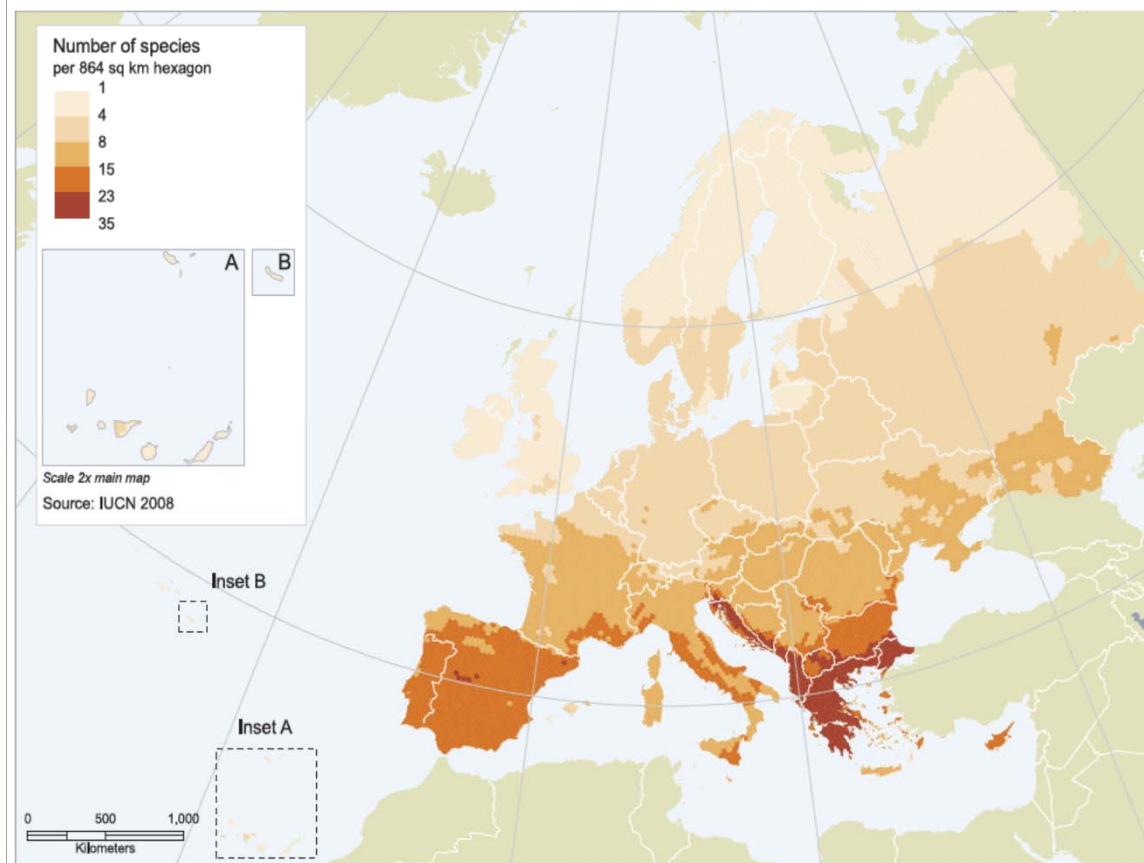 Number of species
per 864 sq km hexagon
1
4
8
15
23
35
A
B
Scale 2x main map
Source: IUCN 2008
Inset B
Inset A
0 500 1,000
Kilometers